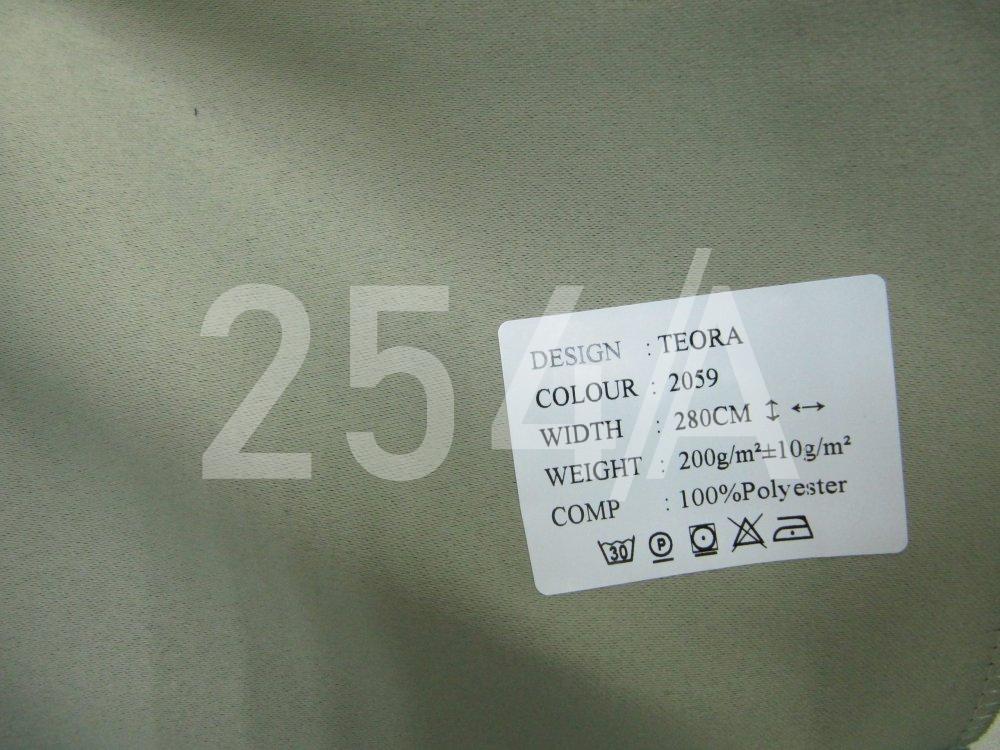 254/A
DESIGN : TEORA
COLOUR : 2059
WIDTH : 280CM ↕ ↔
WEIGHT : 200g/m²±10g/m²
COMP : 100%Polyester
30 P